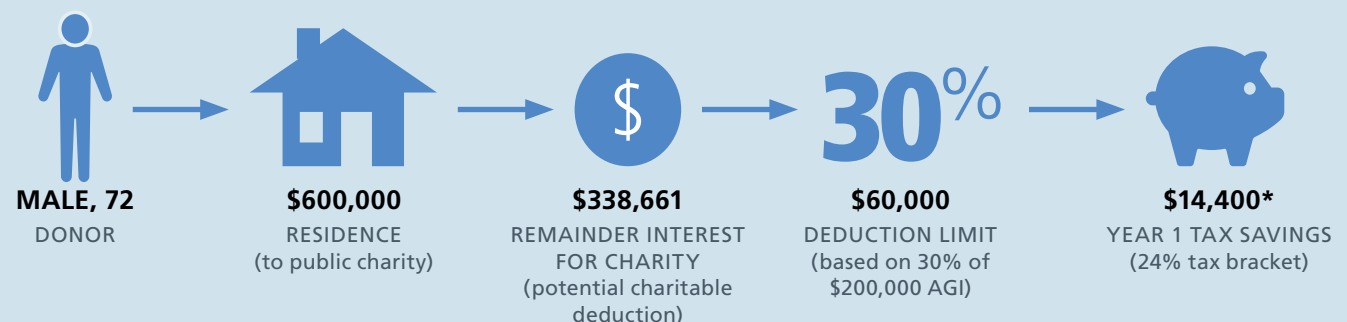 $
30%
MALE, 72
DONOR
$600,000
RESIDENCE
(to public charity)
$338,661
REMAINDER INTEREST
FOR CHARITY
(potential charitable
deduction)
$60,000
DEDUCTION LIMIT
(based on 30% of
$200,000 AGI)
$14,400*
YEAR 1 TAX SAVINGS
(24% tax bracket)